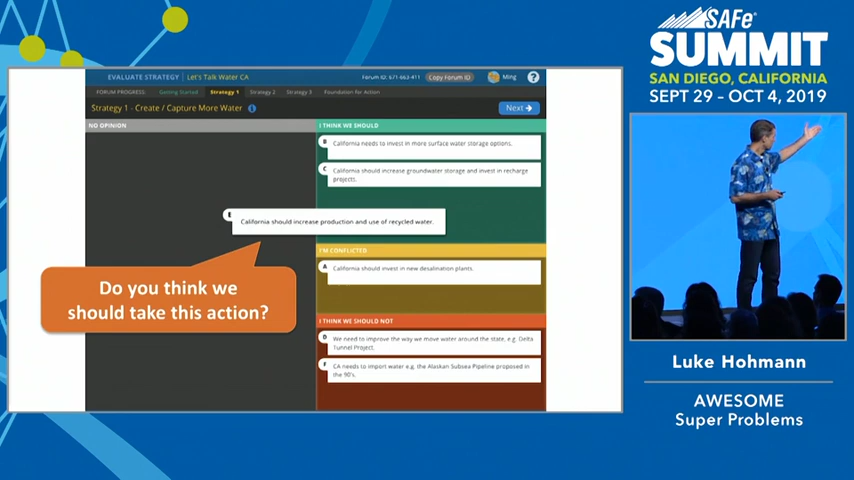 EVALUATE STRATEGY | Let's Talk Water CA
Forum ID: 671-663-411
Copy Forum ID
Ming
?
FORUM PROGRESS:
Getting Started
Strategy 1
Strategy 2
Strategy 3
Foundation for Action
Strategy 1 - Create / Capture More Water
Next
NO OPINION
I THINK WE SHOULD
B
California needs to invest in more surface water storage options.
C
California should increase groundwater storage and invest in recharge
projects.
E
California should increase production and use of recycled water.
I'M CONFLICTED
A
California should invest in new desalination plants.
I THINK WE SHOULD NOT
D
We need to improve the way we move water around the state, e.g. Delta
Tunnel Project.
F
CA needs to import water e.g. the Alaskan Subsea Pipeline proposed in
the 90's.
Do you think we
should take this action?
SAFe®
SUMMIT
SAN DIEGO, CALIFORNIA
SEPT 29 – OCT 4, 2019
Luke Hohmann
AWESOME
Super Problems